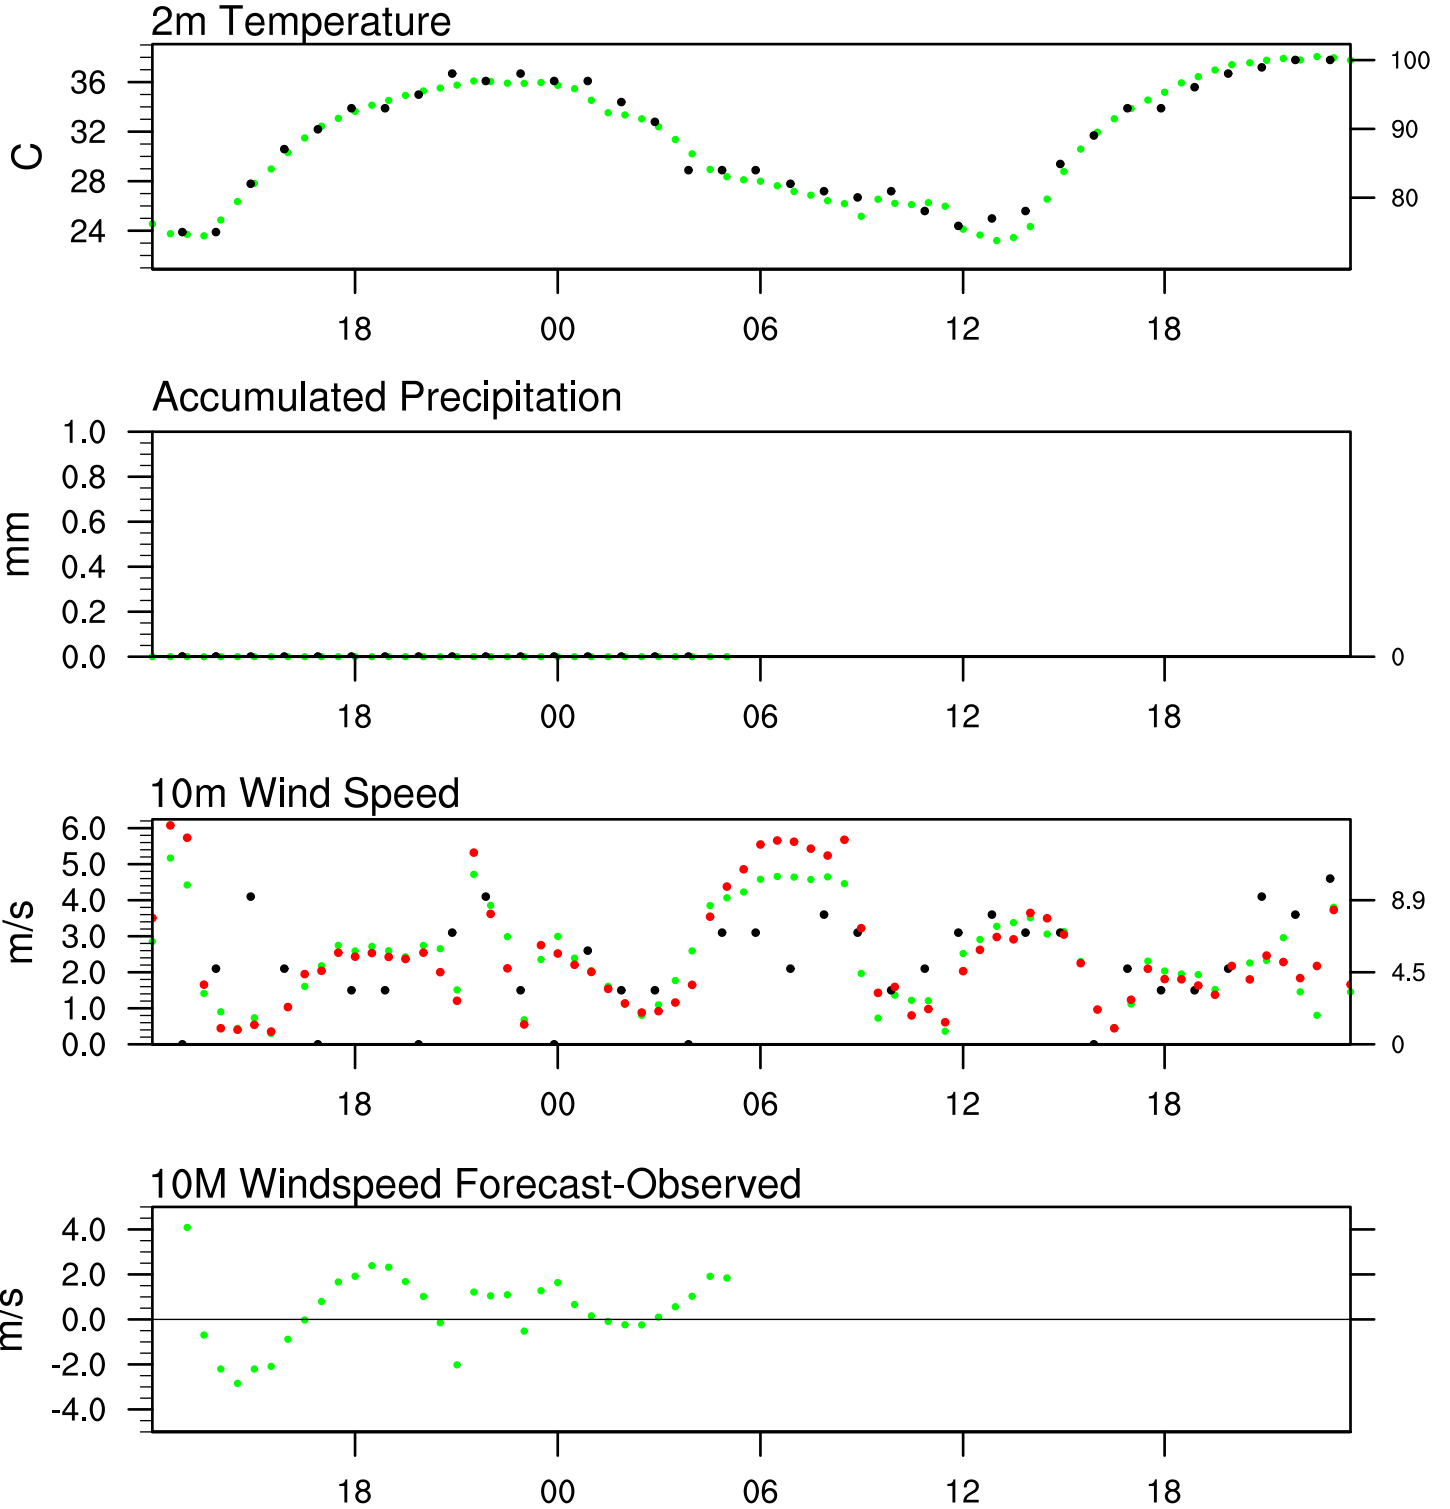 2m Temperature
C
36
32
28
24
100
90
80
18 00 06 12 18
Accumulated Precipitation
mm
1.0
0.8
0.6
0.4
0.2
0.0
0
18 00 06 12 18
10m Wind Speed
m/s
6.0
5.0
4.0
3.0
2.0
1.0
0.0
8.9
4.5
0
18 00 06 12 18
10M Windspeed Forecast-Observed
m/s
4.0
2.0
0.0
-2.0
-4.0
18 00 06 12 18